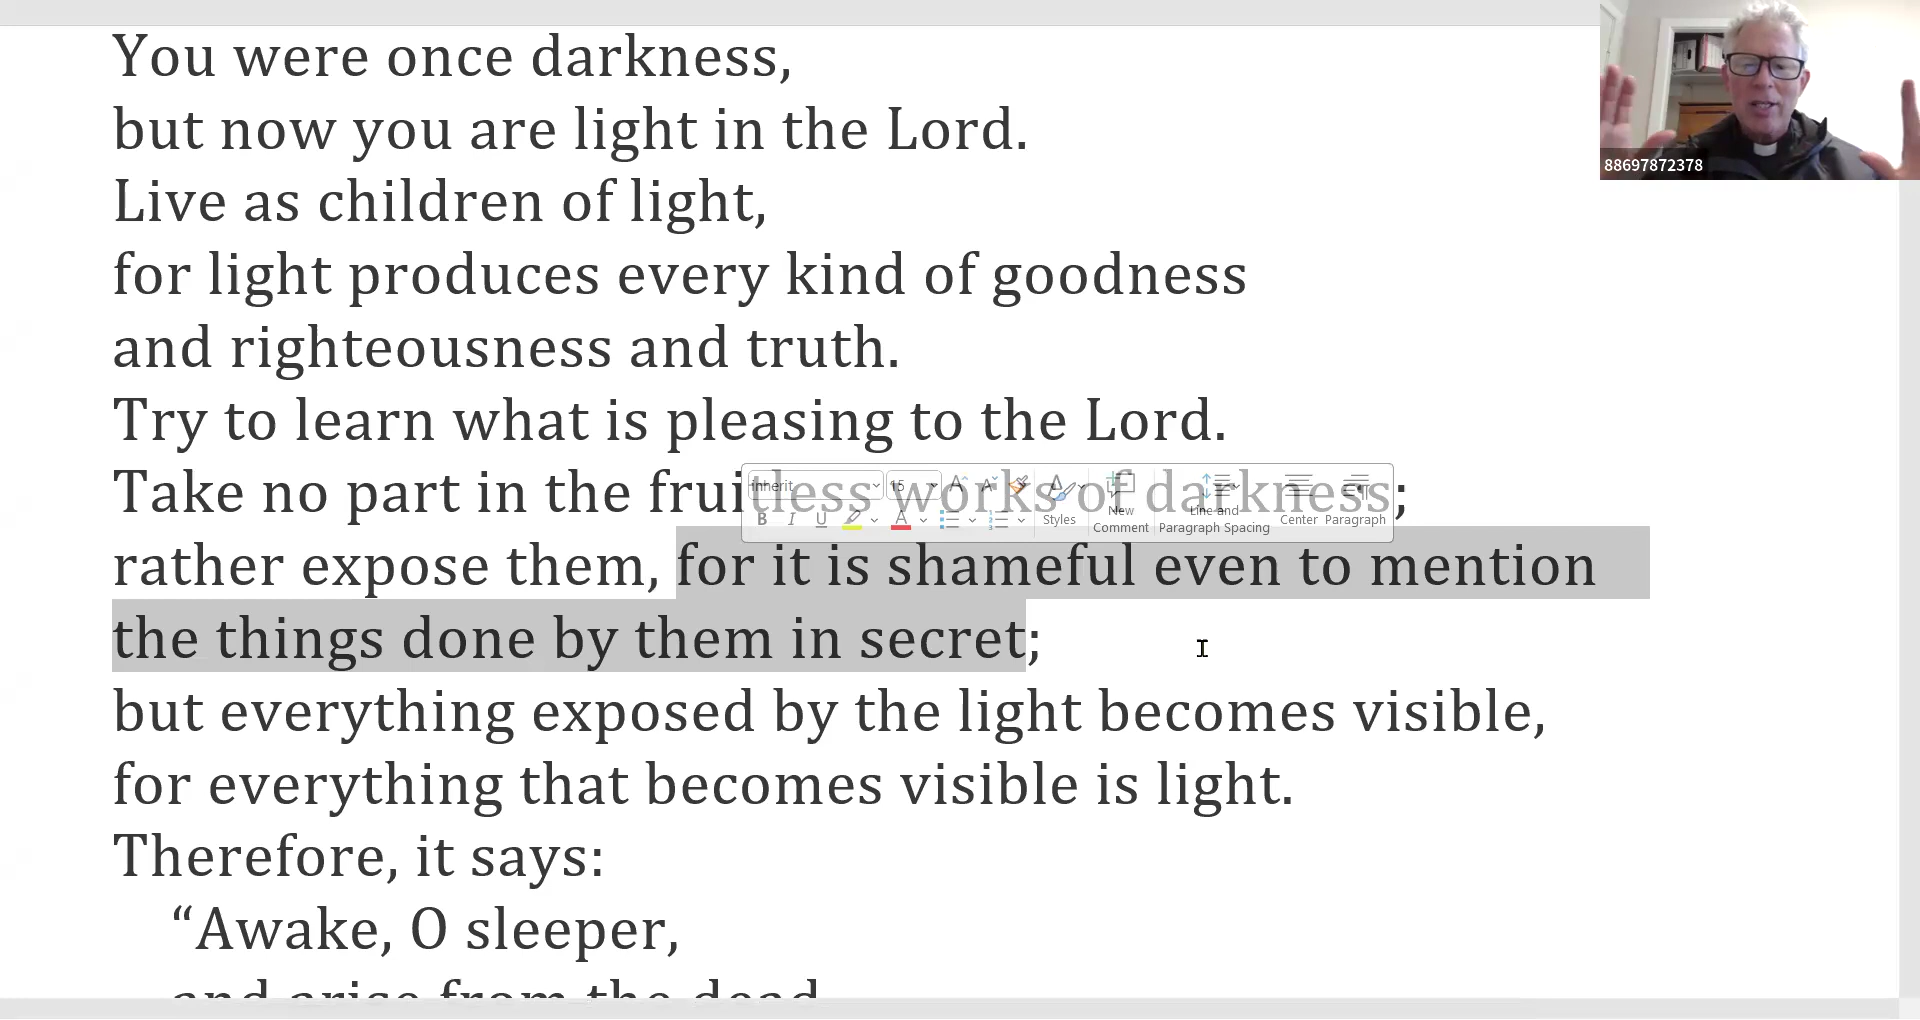 You were once darkness,
but now you are light in the Lord.
Live as children of light,
for light produces every kind of goodness
and righteousness and truth.
Try to learn what is pleasing to the Lord.
Take no part in the fruitless works of darkness;
Inherit 15 A A A
B I U A Styles New Comment Line and Paragraph Spacing Center Paragraph
rather expose them, for it is shameful even to mention
the things done by them in secret;
but everything exposed by the light becomes visible,
for everything that becomes visible is light.
Therefore, it says:
“Awake, O sleeper,
and arise from the dead
88697872378